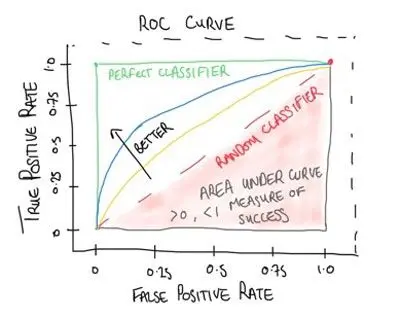 ROC CURVE
PERFECT CLASSIFIER
BETTER
RANDOM CLASSIFIER
AREA UNDER CURVE
>0, <1 MEASURE OF
SUCCESS
TRUE POSITIVE RATE
1.0
0.75
0.5
0.25
0
0
0.25
0.5
0.75
1.0
FALSE POSITIVE RATE